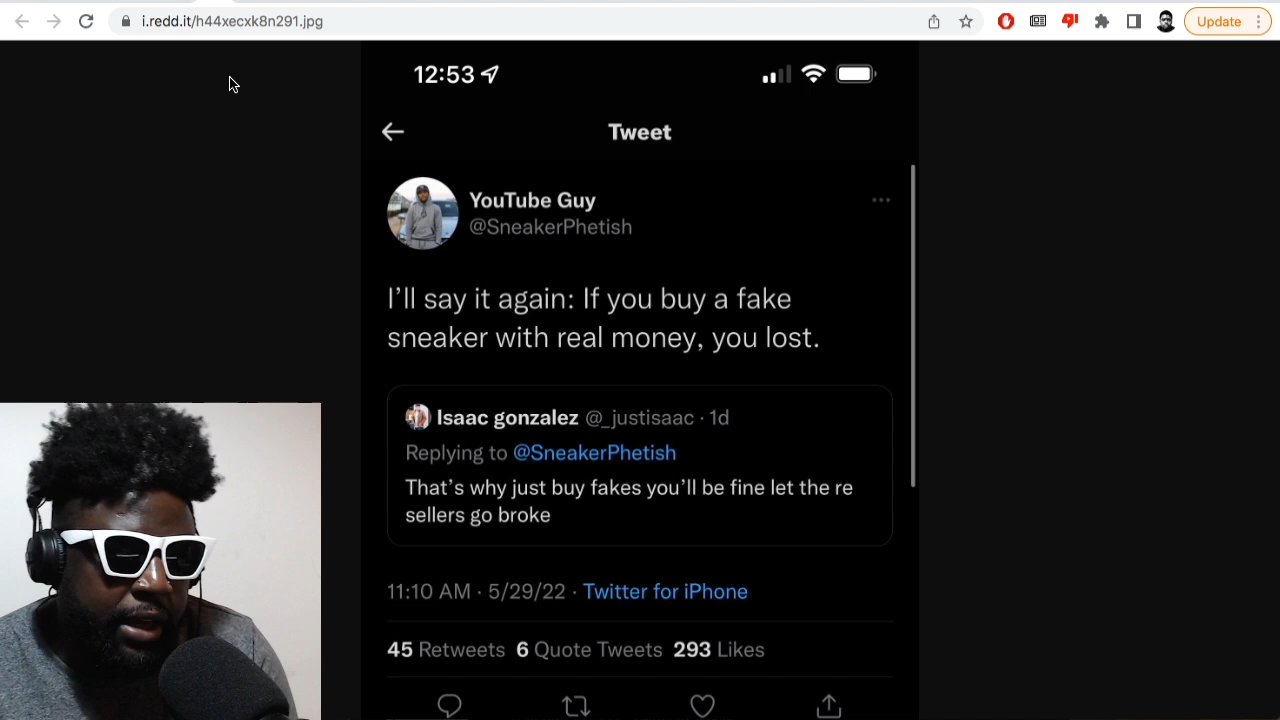 i.redd.it/h44xecxk8n291.jpg
Update
12:53
Tweet
YouTube Guy
@SneakerPhetish
I’ll say it again: If you buy a fake
sneaker with real money, you lost.
Isaac gonzalez @_justisaac · 1d
Replying to @SneakerPhetish
That’s why just buy fakes you’ll be fine let the re
sellers go broke
11:10 AM · 5/29/22 · Twitter for iPhone
45 Retweets 6 Quote Tweets 293 Likes